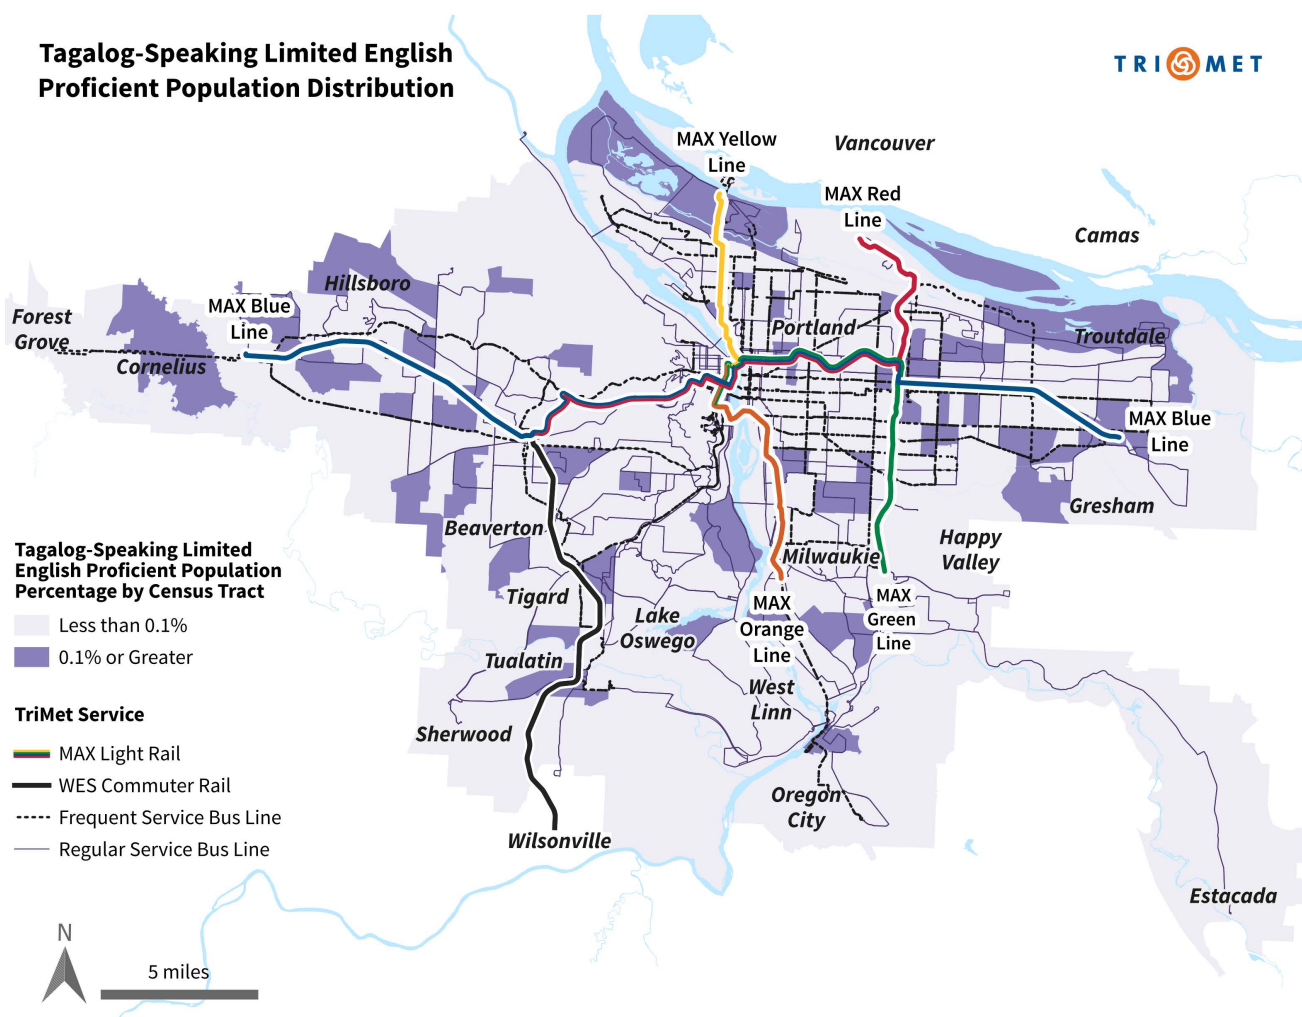 Tagalog-Speaking Limited English
Proficient Population Distribution
TRI MET
MAX Yellow
Line
Vancouver
MAX Red
Line
Camas
Hillsboro
MAX Blue
Line
Forest
Grove
Cornelius
Portland
Troutdale
MAX Blue
Line
Gresham
Beaverton
Happy
Valley
Milwaukie
Tigard
Lake
Oswego
MAX
Orange
Line
MAX
Green
Line
Tualatin
West
Linn
Sherwood
Oregon
City
Wilsonville
Estacada
Tagalog-Speaking Limited
English Proficient Population
Percentage by Census Tract
Less than 0.1%
0.1% or Greater
TriMet Service
MAX Light Rail
WES Commuter Rail
Frequent Service Bus Line
Regular Service Bus Line
N
5 miles